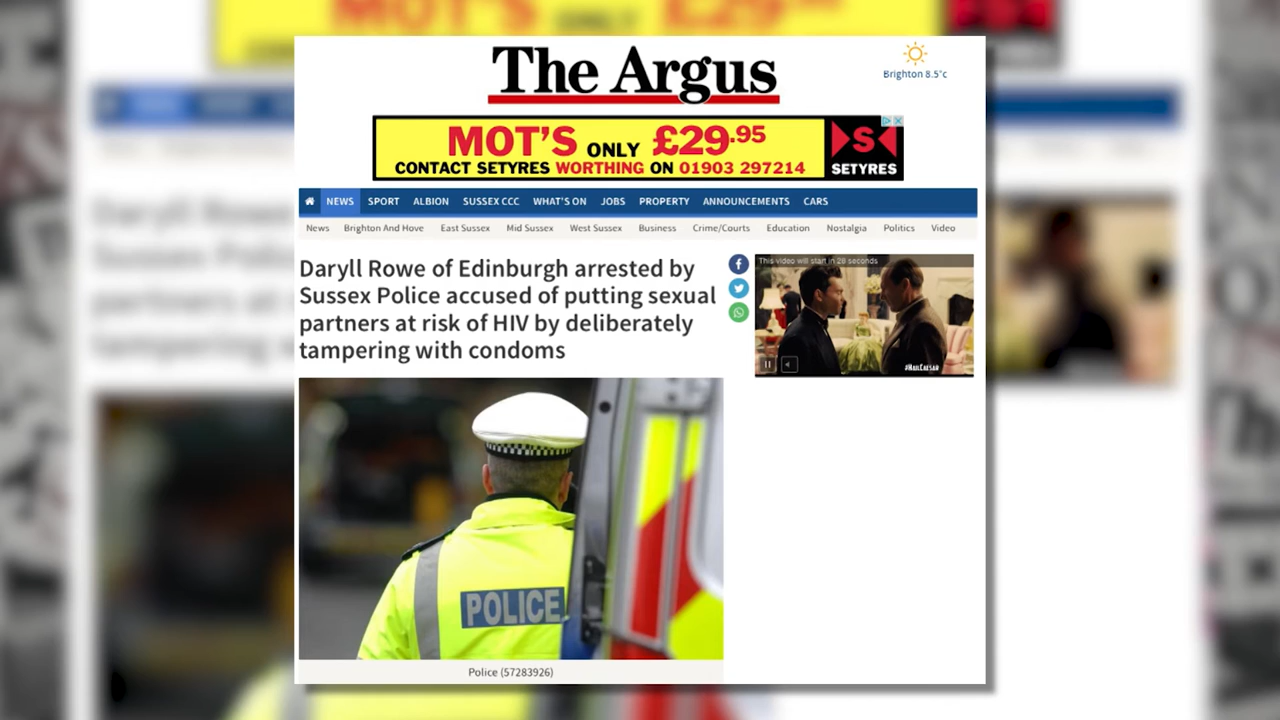 The Argus
Brighton 8.5°c
MOT'S ONLY £29.95
CONTACT SETYRES WORTHING ON 01903 297214
S
SETYRES
NEWS SPORT ALBION SUSSEX CCC WHAT'S ON JOBS PROPERTY ANNOUNCEMENTS CARS
News Brighton And Hove East Sussex Mid Sussex West Sussex Business Crime/Courts Education Nostalgia Politics Video
Daryll Rowe of Edinburgh arrested by
Sussex Police accused of putting sexual
partners at risk of HIV by deliberately
tampering with condoms
This video will start in 28 seconds
#HAILCAESAR
POLICE
Police (57283926)